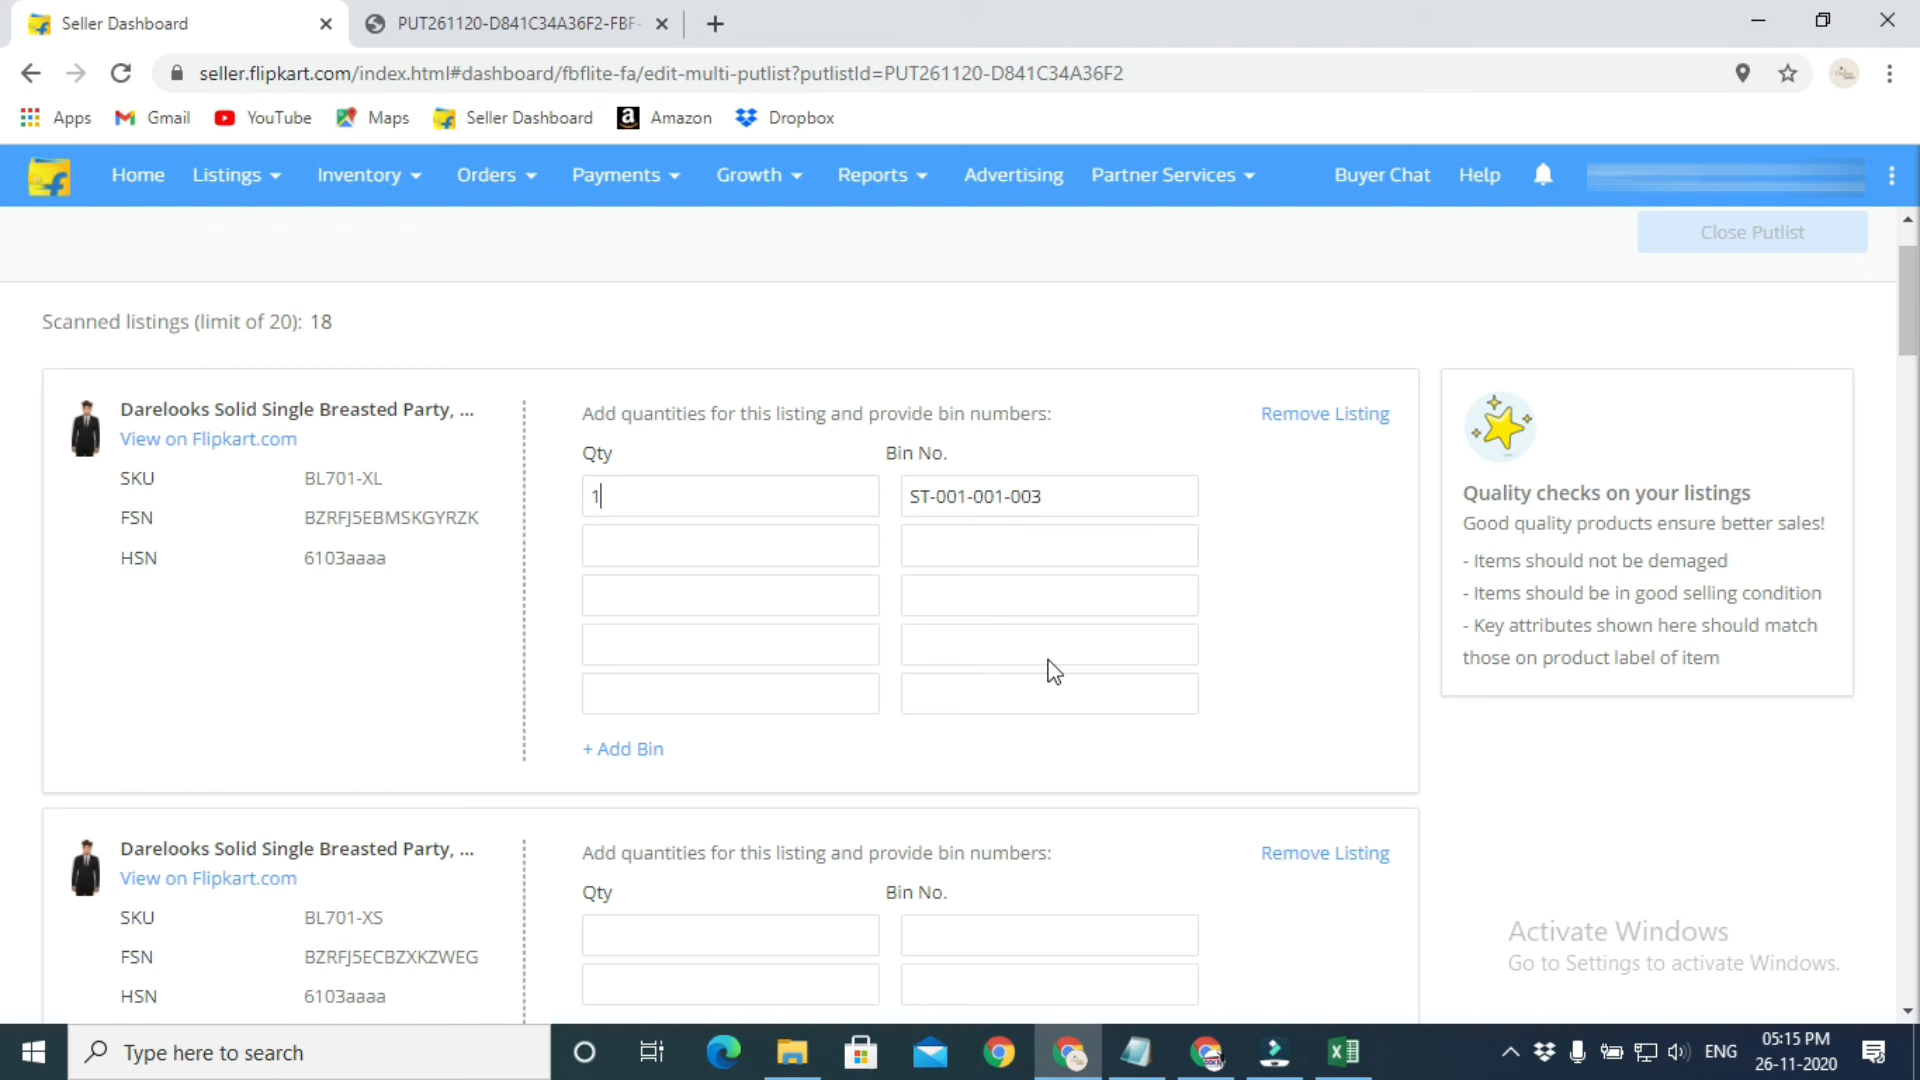 Seller Dashboard
PUT261120-D841C34A36F2-FBF-
seller.flipkart.com/index.html#dashboard/fbflite-fa/edit-multi-putlist?putlistId=PUT261120-D841C34A36F2
Apps Gmail YouTube Maps Seller Dashboard Amazon Dropbox
Home Listings Inventory Orders Payments Growth Reports Advertising Partner Services Buyer Chat Help
Close Putlist
Scanned listings (limit of 20): 18
Darelooks Solid Single Breasted Party, ...
View on Flipkart.com
SKU BL701-XL
FSN BZRFJ5EBMSKGYRZK
HSN 6103aaaa
Add quantities for this listing and provide bin numbers:
Remove Listing
Qty Bin No.
1 ST-001-001-003
+ Add Bin
Quality checks on your listings
Good quality products ensure better sales!
- Items should not be demaged
- Items should be in good selling condition
- Key attributes shown here should match
those on product label of item
Darelooks Solid Single Breasted Party, ...
View on Flipkart.com
SKU BL701-XS
FSN BZRFJ5ECBZXKZWEG
HSN 6103aaaa
Add quantities for this listing and provide bin numbers:
Remove Listing
Qty Bin No.
Activate Windows
Go to Settings to activate Windows.
Type here to search
ENG
05:15 PM
26-11-2020